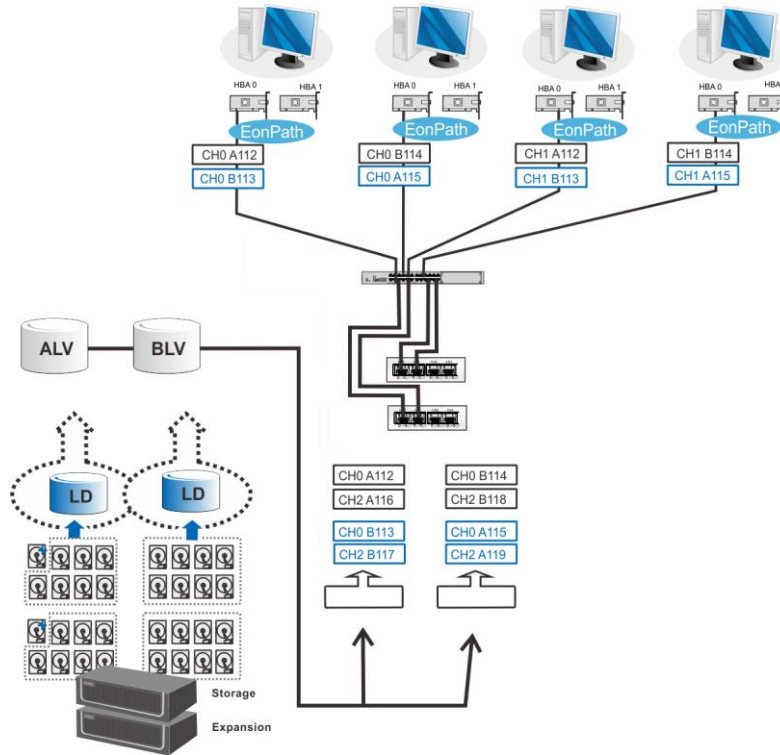 HBA 0 HBA 1 HBA 0 HBA 1 HBA 0 HBA 1 HBA 0 HBA
EonPath EonPath EonPath EonPath
CH0 A112 CH0 B114 CH1 A112 CH1 B114
CH0 B113 CH0 A115 CH1 B113 CH1 A115
ALV BLV
LD LD
CH0 A112 CH0 B114
CH2 A116 CH2 B118
CH0 B113 CH0 A115
CH2 B117 CH2 A119
Storage
Expansion